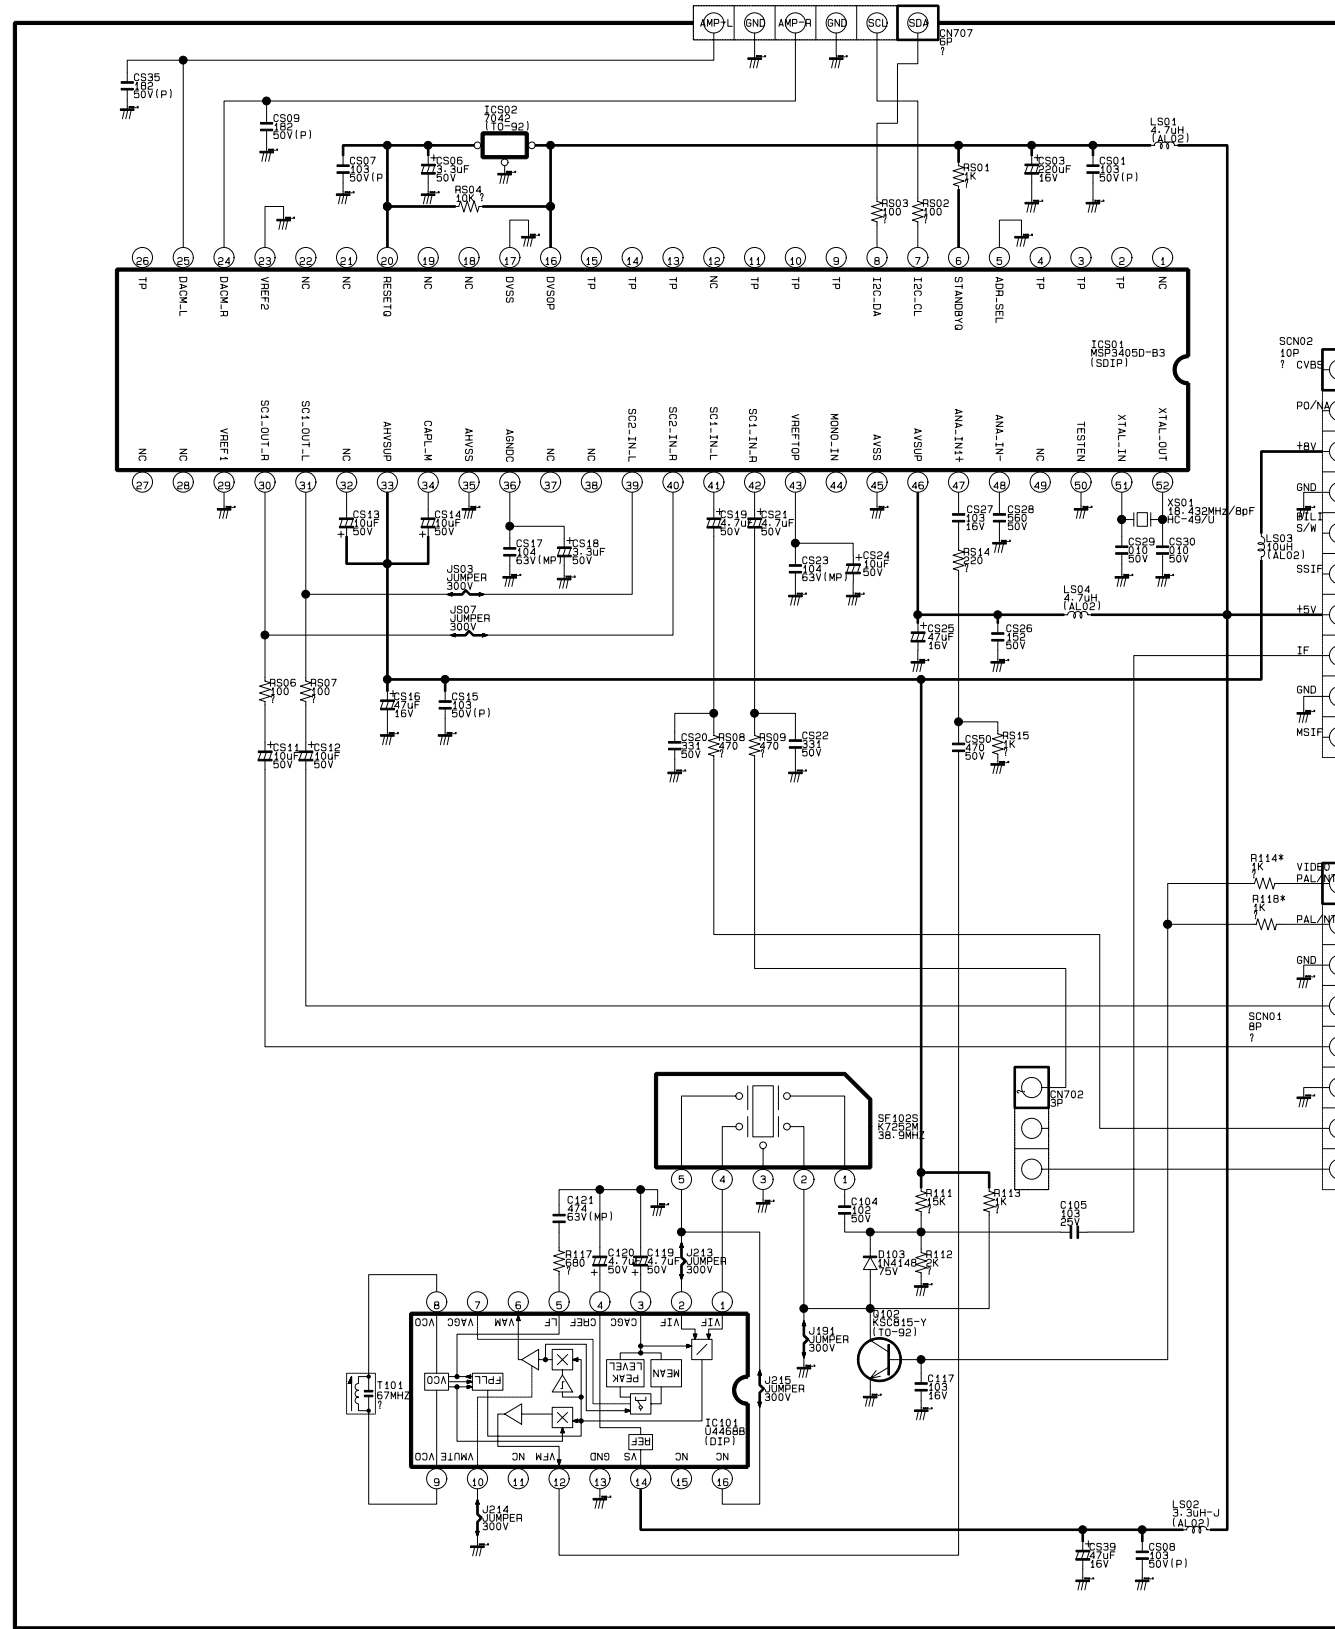 AMP-L GND AMP-R GND SCL SDA
CN707
6P
?
CS35
182
50V(P)
CS09
182
50V(P)
ICS02
7042
(TO-92)
CS07
103
50V(P
CS06
3.3uF
50V
RS04
10K ?
RS01
1K
?
CS03
220uF
16V
CS01
103
50V(P)
LS01
4.7uH
(AL02)
RS03
100
?
RS02
100
?
26 25 24 23 22 21 20 19 18 17 16 15 14 13 12 11 10 9 8 7 6 5 4 3 2 1
TP DACM_L DACM_R VREF2 NC NC RESETQ NC NC DVSS DVSOP TP TP TP NC TP TP TP I2C_DA I2C_CL STANDBYQ ADR_SEL TP TP TP NC
ICS01
MSP3405D-B3
(SDIP)
NC NC VREF1 SC1_OUT_R SC1_OUT_L NC AHVSUP CAPL_M AHVSS AGNDC NC NC SC2_IN_L SC2_IN_R SC1_IN_L SC1_IN_R VREFTOP MONO_IN AVSS AVSUP ANA_IN1+ ANA_IN- NC TESTEN XTAL_IN XTAL_OUT
27 28 29 30 31 32 33 34 35 36 37 38 39 40 41 42 43 44 45 46 47 48 49 50 51 52
SCN02
10P
?
CVBS
PO/NA
+8V
GND
S/W
SSIF
+5V
IF
GND
MSIF
CS13
10uF
50V
CS14
10uF
50V
CS17
104
63V(MP)
CS18
3.3uF
50V
CS19
4.7uF
50V
CS21
4.7uF
50V
CS23
104
63V(MP)
CS24
10uF
50V
CS27
103
16V
CS28
560
50V
RS14
220
?
XS01
18.432MHz/8pF
HC-49/U
CS29
010
50V
CS30
010
50V
LS03
10uH
(AL02)
JS03
JUMPER
300V
JS07
JUMPER
300V
LS04
4.7uH
(AL02)
CS25
47uF
16V
CS26
152
50V
RS06
100
?
RS07
100
?
CS16
47uF
16V
CS15
103
50V(P)
CS11
10uF
50V
CS12
10uF
50V
CS20
331
50V
RS08
470
?
RS09
470
?
CS22
331
50V
CS50
470
50V
RS15
1K
?
R114*
1K
?
VIDEO
PAL/NT
R118*
1K
?
PAL/NT
GND
SCN01
8P
?
CN702
3P
SF102S
K7252M
38.9MHZ
5 4 3 2 1
C121
474
63V(MP)
R117
680
?
C120
4.7uF
50V
C119
4.7uF
50V
J213
JUMPER
300V
C104
102
50V
R111
15K
?
R113
1K
?
C105
103
25V
D103
1N4148
75V
R112
2K
?
Q102
KSC815-Y
(TO-92)
J191
JUMPER
300V
C117
103
16V
J215
JUMPER
300V
8 7 6 5 4 3 2 1
VCO VAGC VAM LF CREF CAGC VIF VIF
VCO FPLL PEAK LEVEL MEAN REF
T101
67MHZ
?
IC101
U4468B
(DIP)
VCO VMUTE NC VFM GND VS NC NC
9 10 11 12 13 14 15 16
J214
JUMPER
300V
LS02
3.3uH-J
(AL02)
CS39
47uF
16V
CS08
103
50V(P)